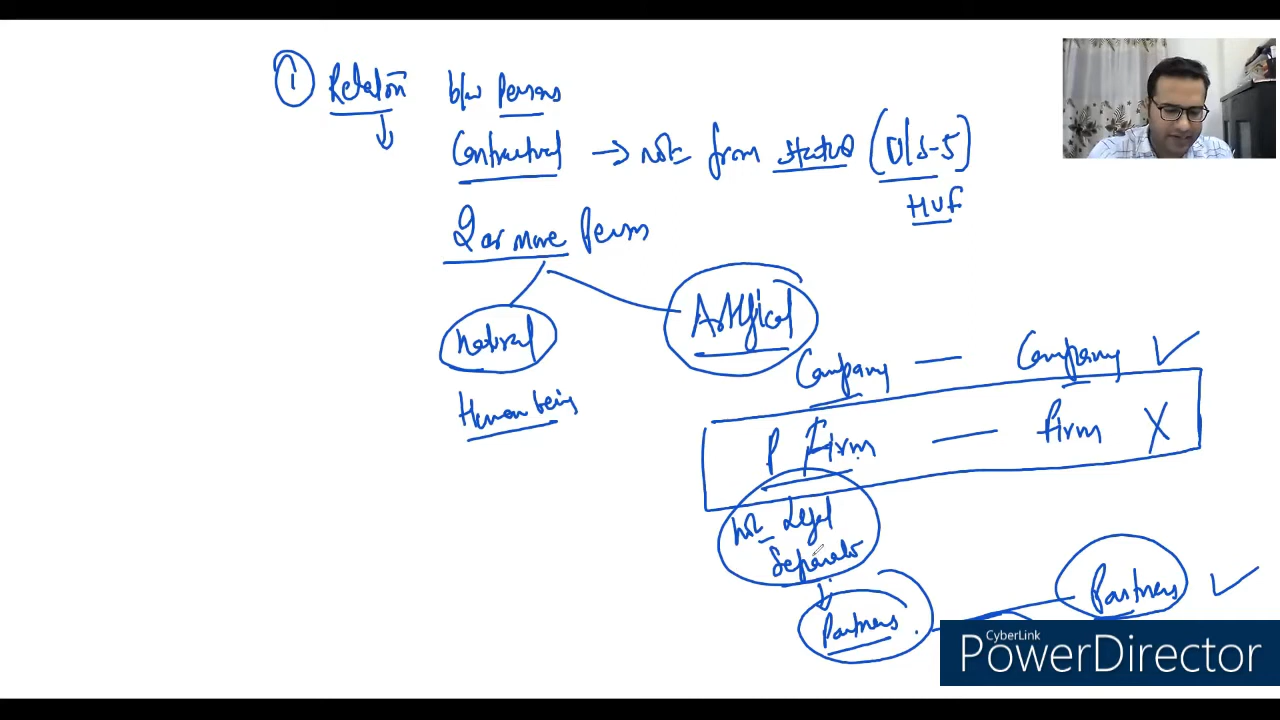 1 Relation b/w Persons
Contractual → not from status (U/S-5)
HUF
2 or more Persons
Natural Artificial
Human being
Company — Company ✓
P Firm — firm X
Not Legal
Separate
Partners Partners ✓
CyberLink
PowerDirector